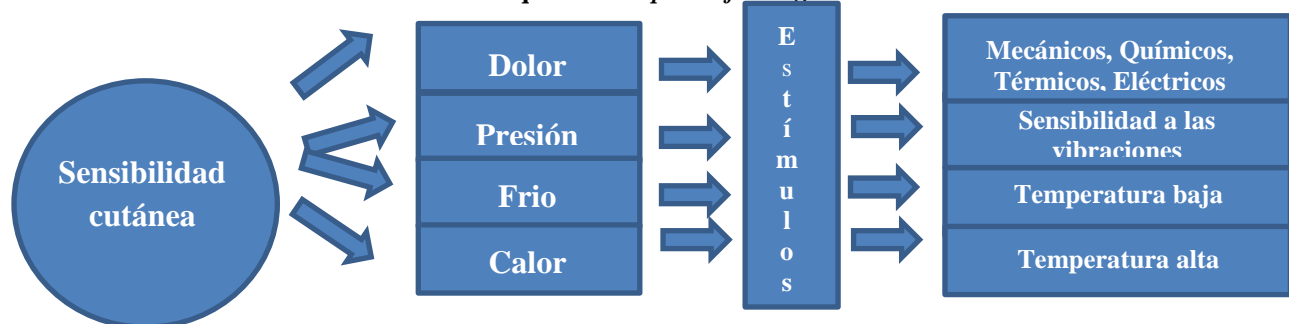 Sensibilidad
cutánea
Dolor
Presión
Frio
Calor
E
s
t
í
m
u
l
o
s
Mecánicos, Químicos,
Térmicos, Eléctricos
Sensibilidad a las
vibraciones
Temperatura baja
Temperatura alta